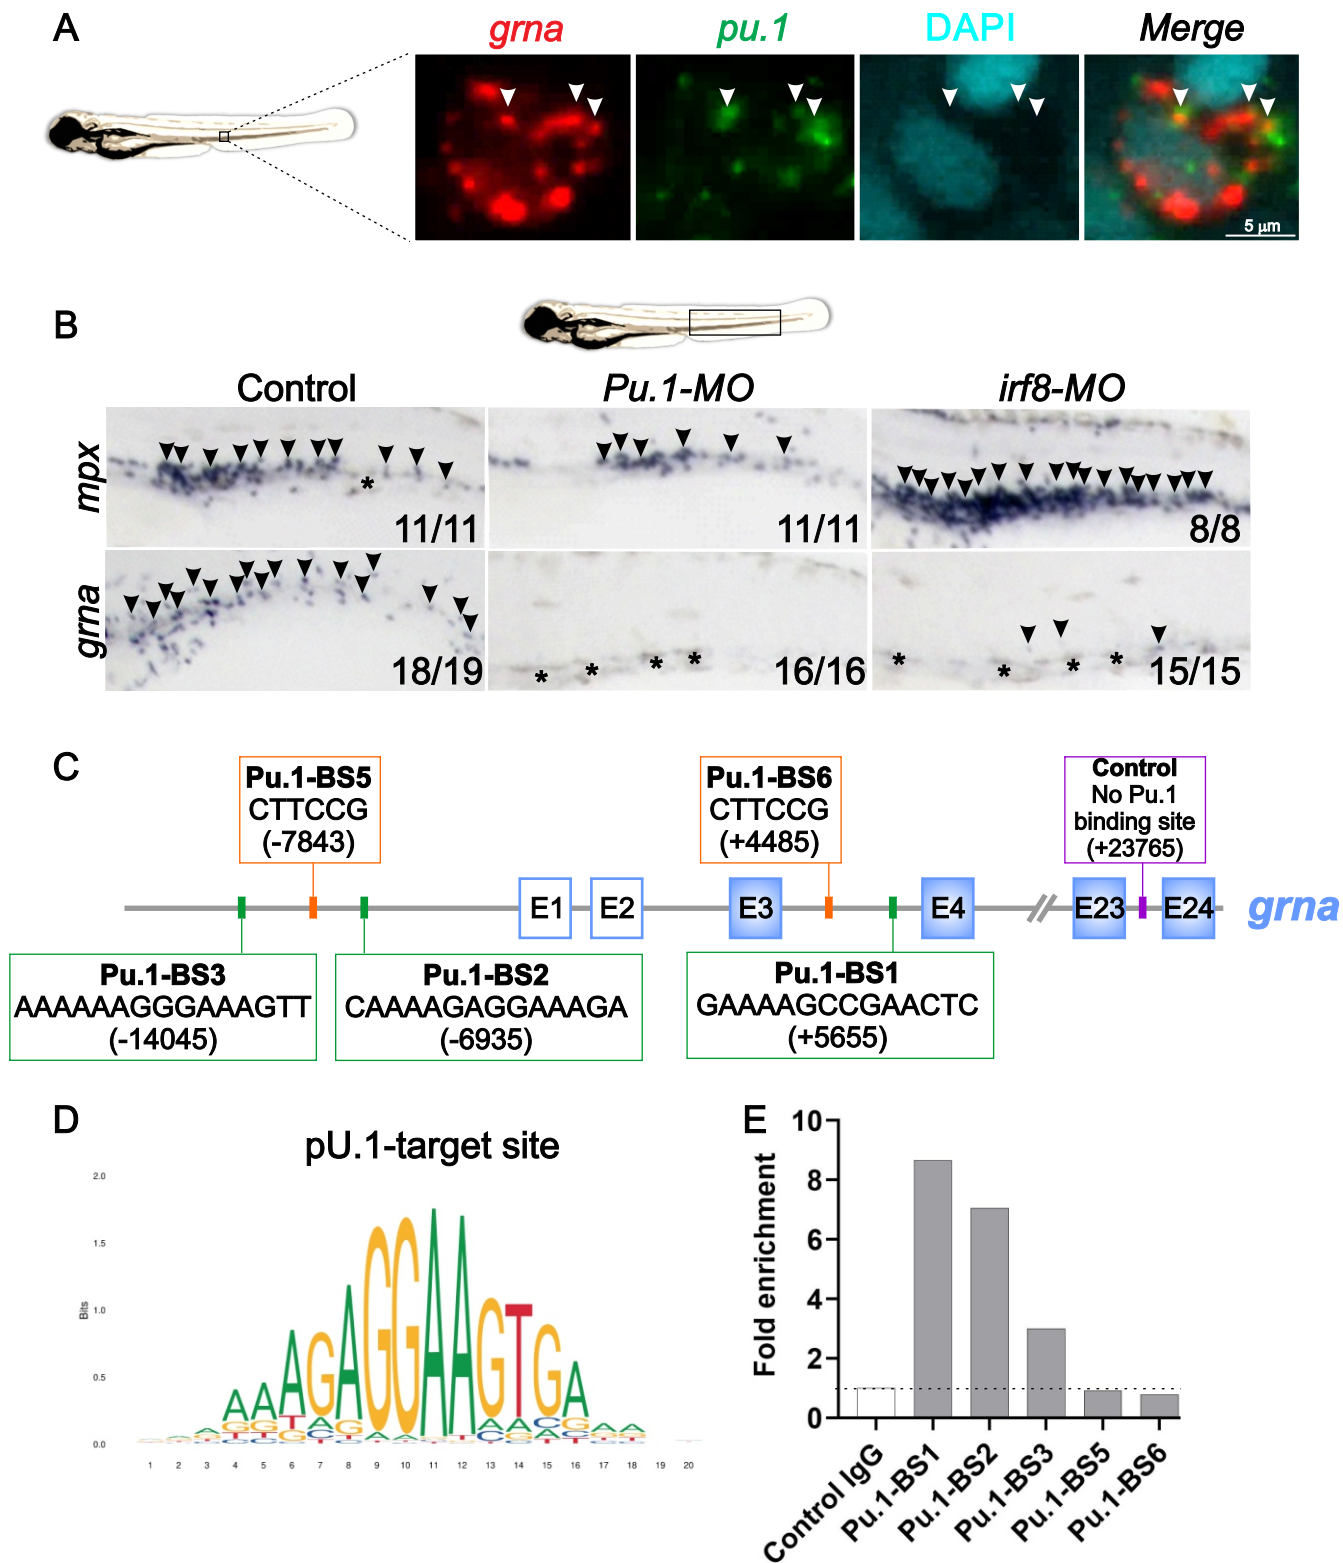 A
grna
pu.1
DAPI
Merge
5 µm
B
Control
Pu.1-MO
irf8-MO
mpx
*
11/11
11/11
8/8
grna
18/19
* * * *
16/16
* * * *
15/15
C
Pu.1-BS5
CTTCCG
(-7843)
Pu.1-BS6
CTTCCG
(+4485)
Control
No Pu.1
binding site
(+23765)
E1
E2
E3
E4
E23
E24
grna
Pu.1-BS3
AAAAAAGGGAAAGTT
(-14045)
Pu.1-BS2
CAAAAGAGGAAAGA
(-6935)
Pu.1-BS1
GAAAAGCCGAACTC
(+5655)
D
pU.1-target site
2.0
1.5
1.0
0.5
0.0
Bits
AAAGAGGAAGTGA
1 2 3 4 5 6 7 8 9 10 11 12 13 14 15 16 17 18 19 20
E
Fold enrichment
10
8
6
4
2
0
Control IgG
Pu.1-BS1
Pu.1-BS2
Pu.1-BS3
Pu.1-BS5
Pu.1-BS6